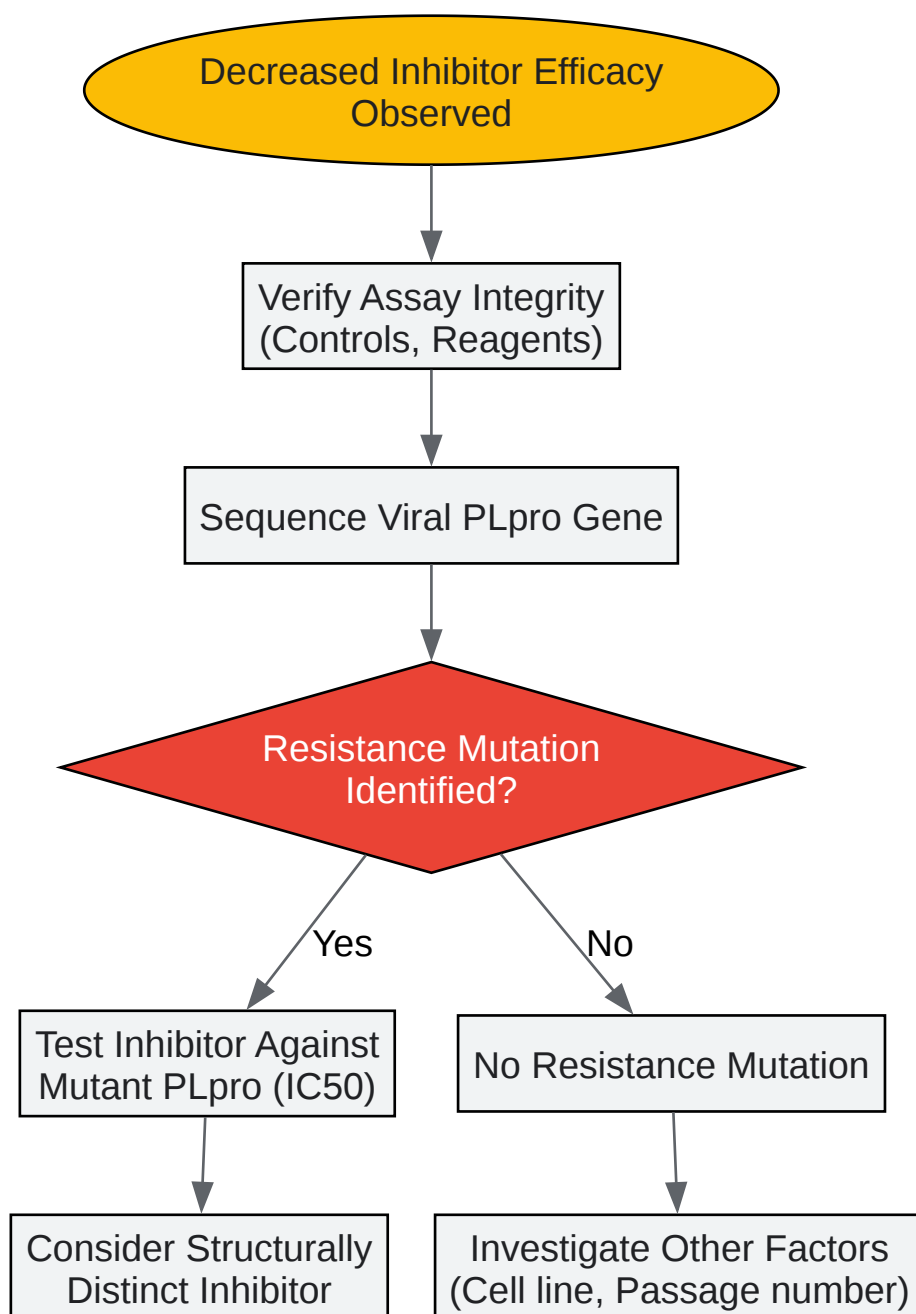 Decreased Inhibitor Efficacy
Observed
Verify Assay Integrity
(Controls, Reagents)
Sequence Viral PLpro Gene
Resistance Mutation
Identified?
Yes
No
Test Inhibitor Against
Mutant PLpro (IC50)
No Resistance Mutation
Consider Structurally
Distinct Inhibitor
Investigate Other Factors
(Cell line, Passage number)